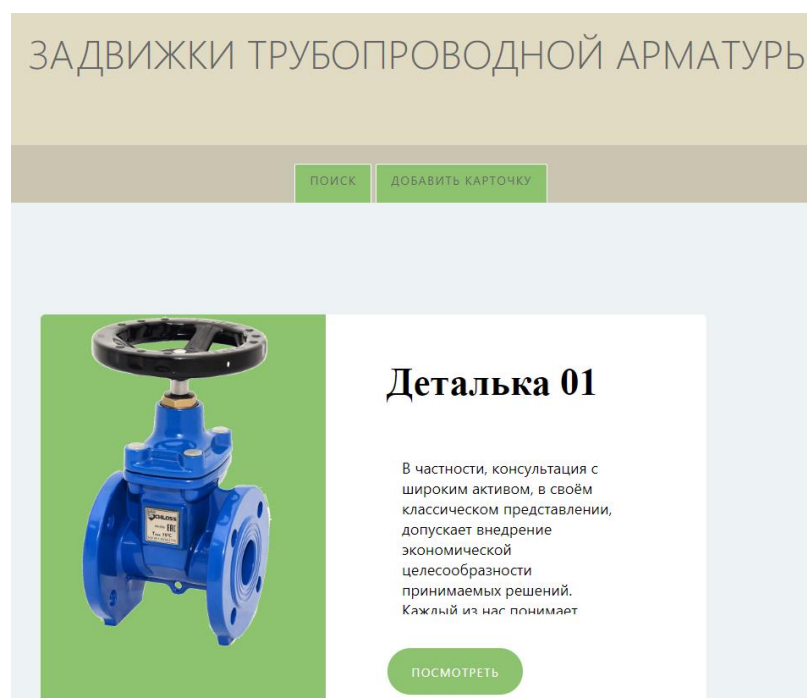 ЗАДВИЖКИ ТРУБОПРОВОДНОЙ АРМАТУРЬ
ПОИСК ДОБАВИТЬ КАРТОЧКУ
Деталька 01
В частности, консультация с
широким активом, в своём
классическом представлении,
допускает внедрение
экономической
целесообразности
принимаемых решений.
Каждый из нас понимает
ПОСМОТРЕТЬ